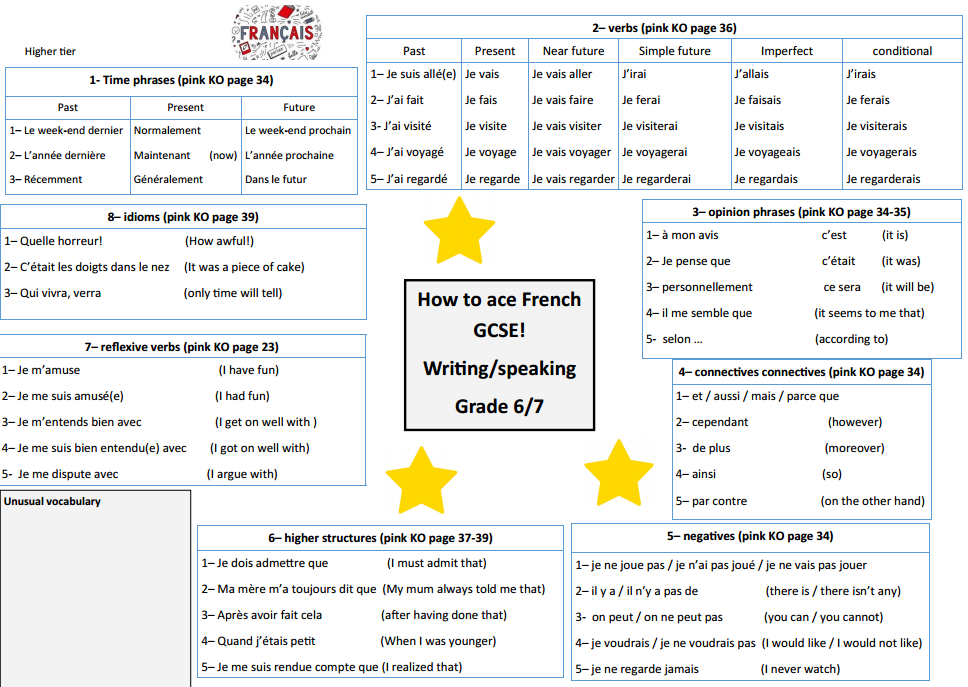 FRANÇAIS
Higher tier
1- Time phrases (pink KO page 34)
Past Present Future
1– Le week-end dernier Normalement Le week-end prochain
2– L'année dernière Maintenant (now) L'année prochaine
3– Récemment Généralement Dans le futur
2– verbs (pink KO page 36)
Past Present Near future Simple future Imperfect conditional
1– Je suis allé(e) Je vais Je vais aller J'irai J'allais J'irais
2– J'ai fait Je fais Je vais faire Je ferai Je faisais Je ferais
3- J'ai visité Je visite Je vais visiter Je visiterai Je visitais Je visiterais
4– J'ai voyagé Je voyage Je vais voyager Je voyagerai Je voyageais Je voyagerais
5– J'ai regardé Je regarde Je vais regarder Je regarderai Je regardais Je regarderais
8– idioms (pink KO page 39)
1– Quelle horreur! (How awful!)
2– C'était les doigts dans le nez (It was a piece of cake)
3– Qui vivra, verra (only time will tell)
3– opinion phrases (pink KO page 34-35)
1– à mon avis c'est (it is)
2– Je pense que c'était (it was)
3– personnellement ce sera (it will be)
4– il me semble que (it seems to me that)
5- selon … (according to)
How to ace French
GCSE!
Writing/speaking
Grade 6/7
7– reflexive verbs (pink KO page 23)
1– Je m'amuse (I have fun)
2– Je me suis amusé(e) (I had fun)
3– Je m'entends bien avec (I get on well with )
4– Je me suis bien entendu(e) avec (I got on well with)
5- Je me dispute avec (I argue with)
4– connectives connectives (pink KO page 34)
1– et / aussi / mais / parce que
2– cependant (however)
3- de plus (moreover)
4– ainsi (so)
5– par contre (on the other hand)
Unusual vocabulary
6– higher structures (pink KO page 37-39)
1– Je dois admettre que (I must admit that)
2– Ma mère m'a toujours dit que (My mum always told me that)
3– Après avoir fait cela (after having done that)
4– Quand j'étais petit (When I was younger)
5– Je me suis rendue compte que (I realized that)
5– negatives (pink KO page 34)
1– je ne joue pas / je n'ai pas joué / je ne vais pas jouer
2– il y a / il n'y a pas de (there is / there isn't any)
3- on peut / on ne peut pas (you can / you cannot)
4– je voudrais / je ne voudrais pas (I would like / I would not like)
5– je ne regarde jamais (I never watch)